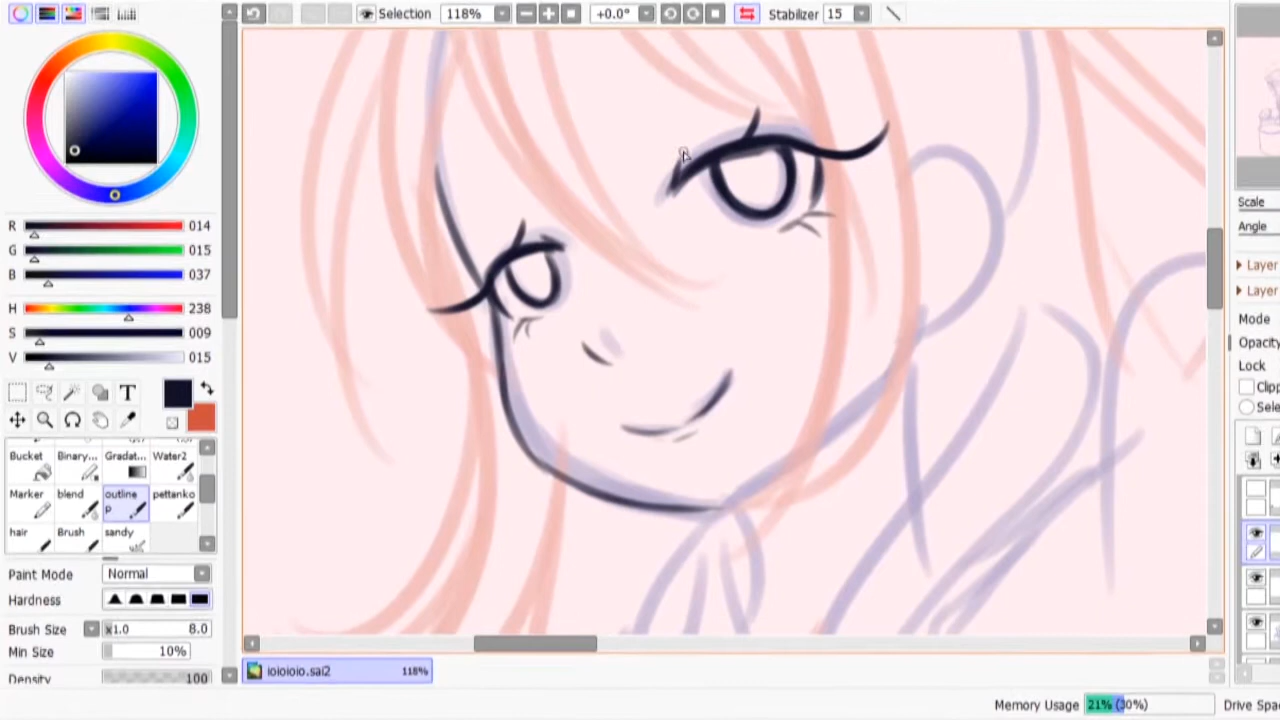 Selection 118% +0.0° Stabilizer 15
R 014
G 015
B 037
H 238
S 009
V 015
T
Bucket Binary... Gradat... Water2
Marker blend outline p pettanko
hair Brush sandy
Paint Mode Normal
Hardness
Brush Size x1.0 8.0
Min Size 10%
Density 100
Scale
Angle
Layer
Layer
Mode
Opacity
Lock
Clipp
Sele
ioioioio.sai2 118%
Memory Usage 21% (30%) Drive Spa